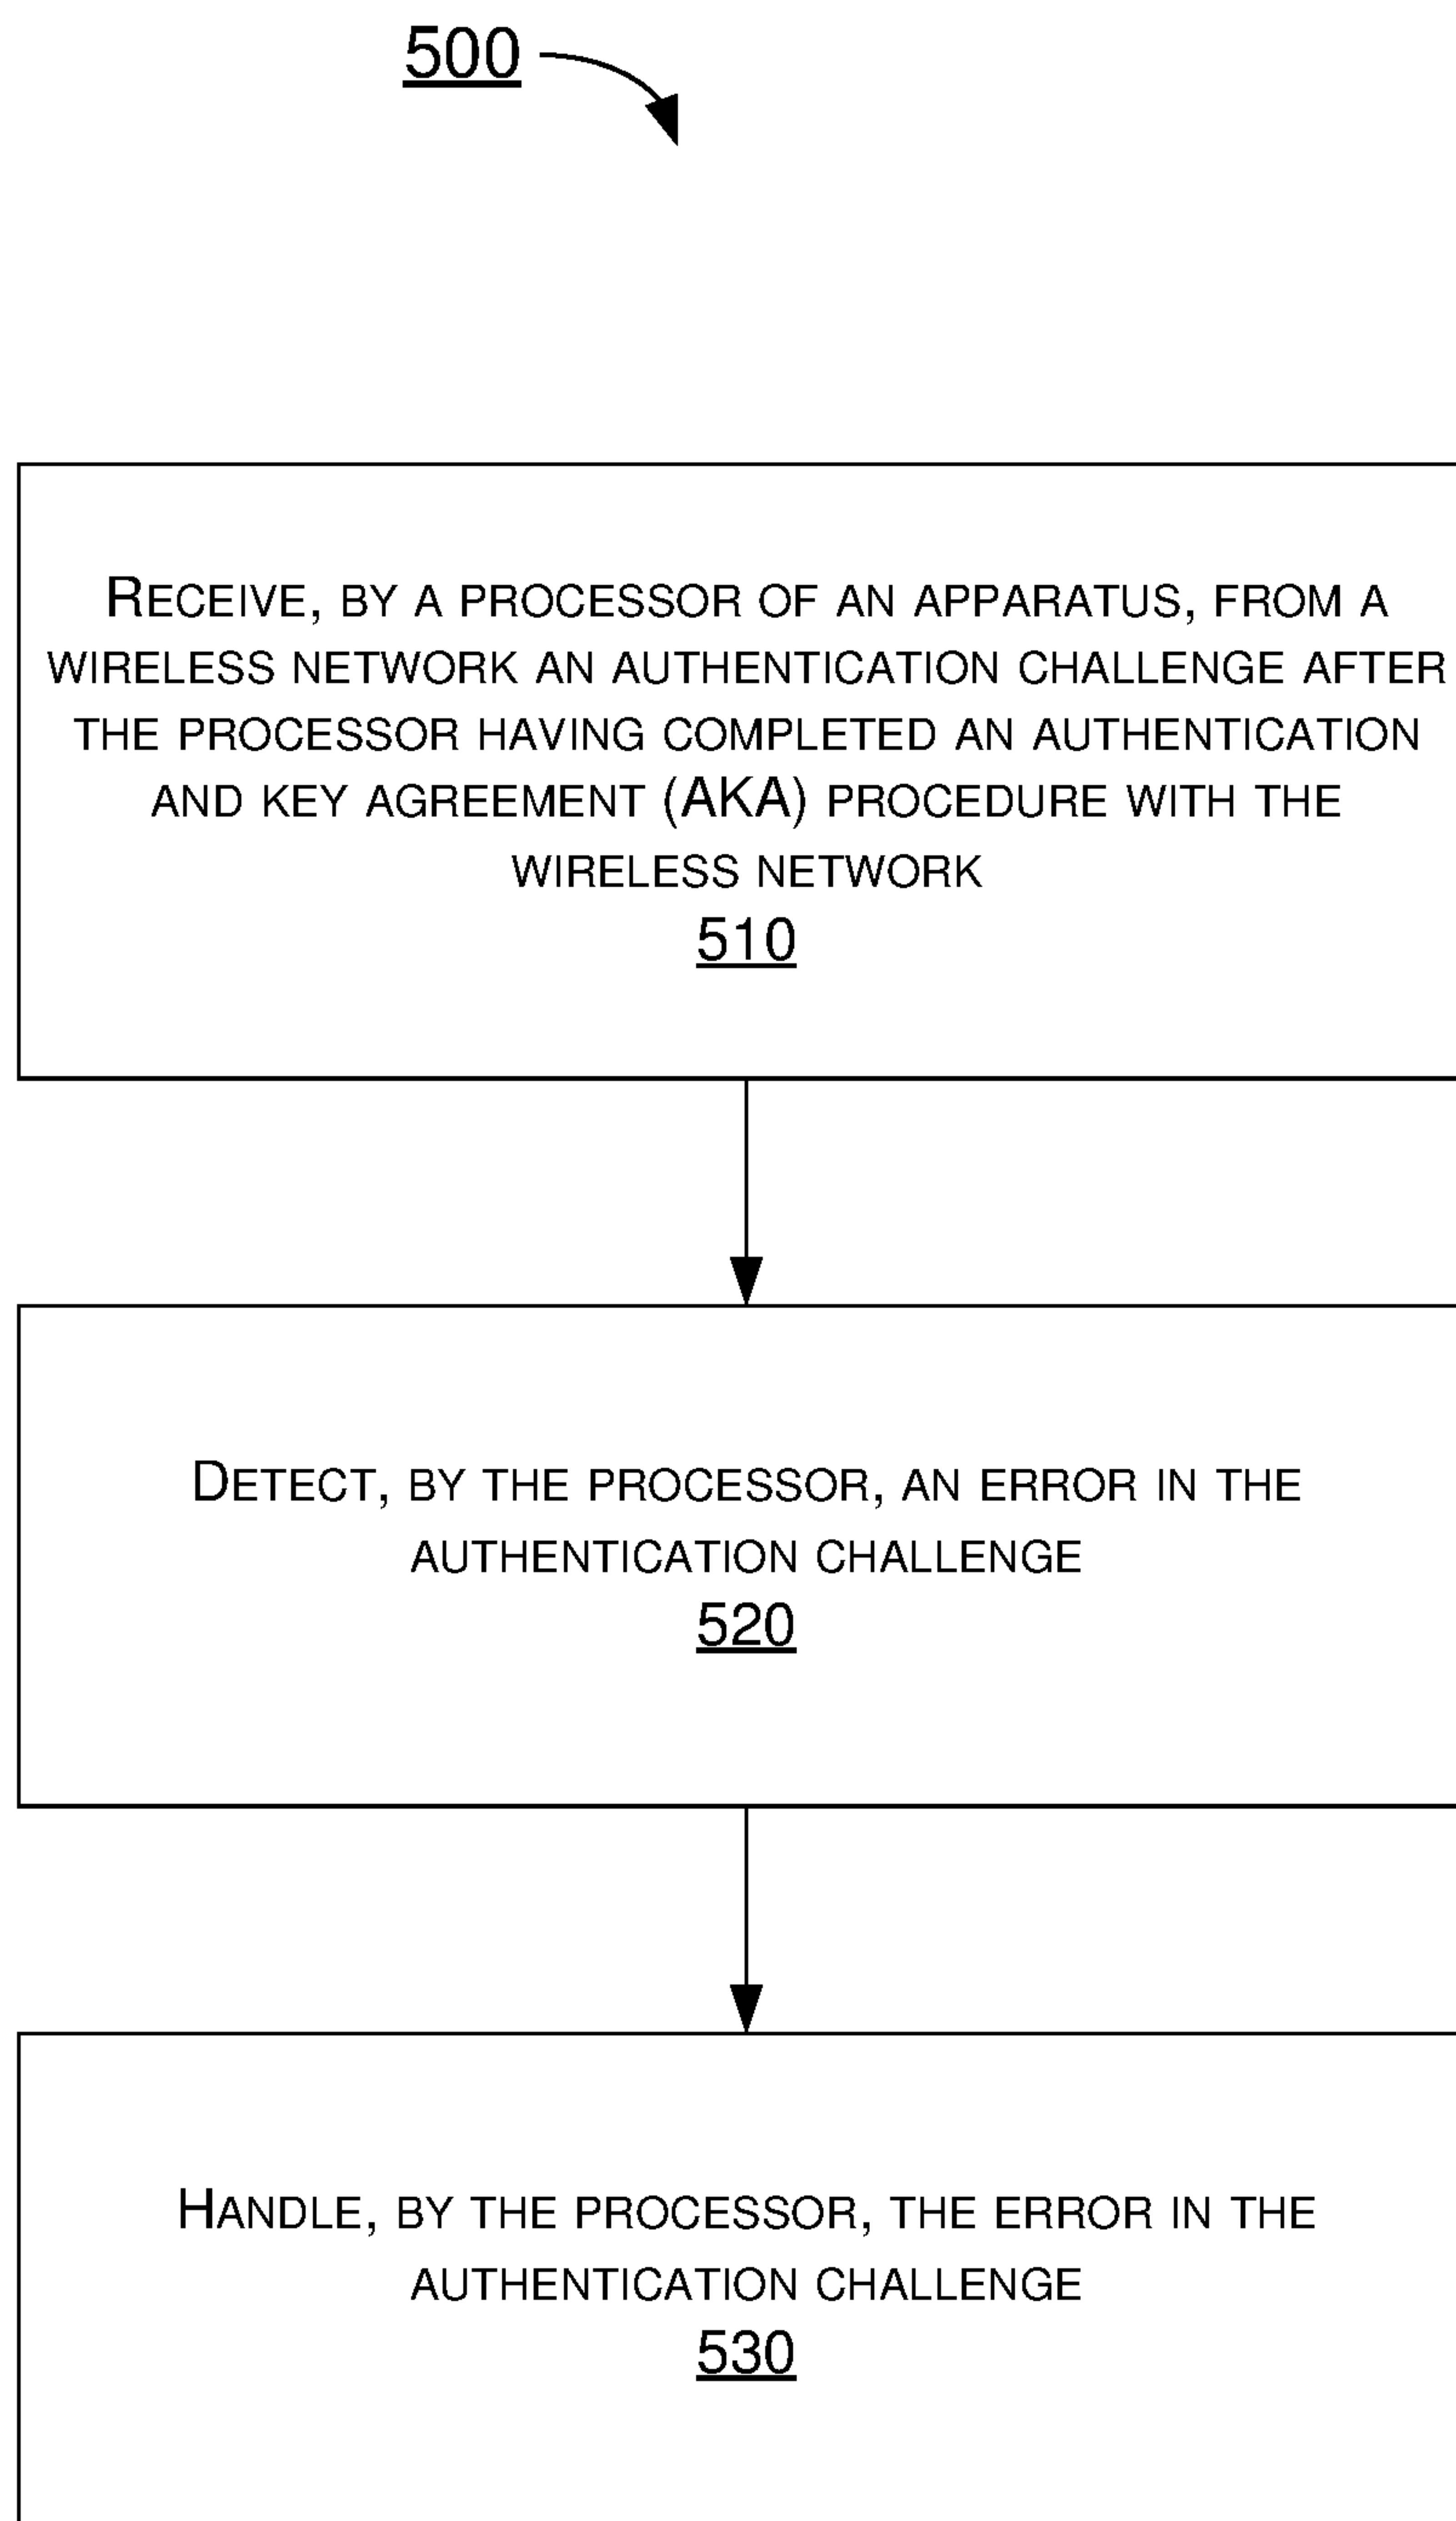 500
RECEIVE, BY A PROCESSOR OF AN APPARATUS, FROM A
WIRELESS NETWORK AN AUTHENTICATION CHALLENGE AFTER
THE PROCESSOR HAVING COMPLETED AN AUTHENTICATION
AND KEY AGREEMENT (AKA) PROCEDURE WITH THE
WIRELESS NETWORK
510
DETECT, BY THE PROCESSOR, AN ERROR IN THE
AUTHENTICATION CHALLENGE
520
HANDLE, BY THE PROCESSOR, THE ERROR IN THE
AUTHENTICATION CHALLENGE
530